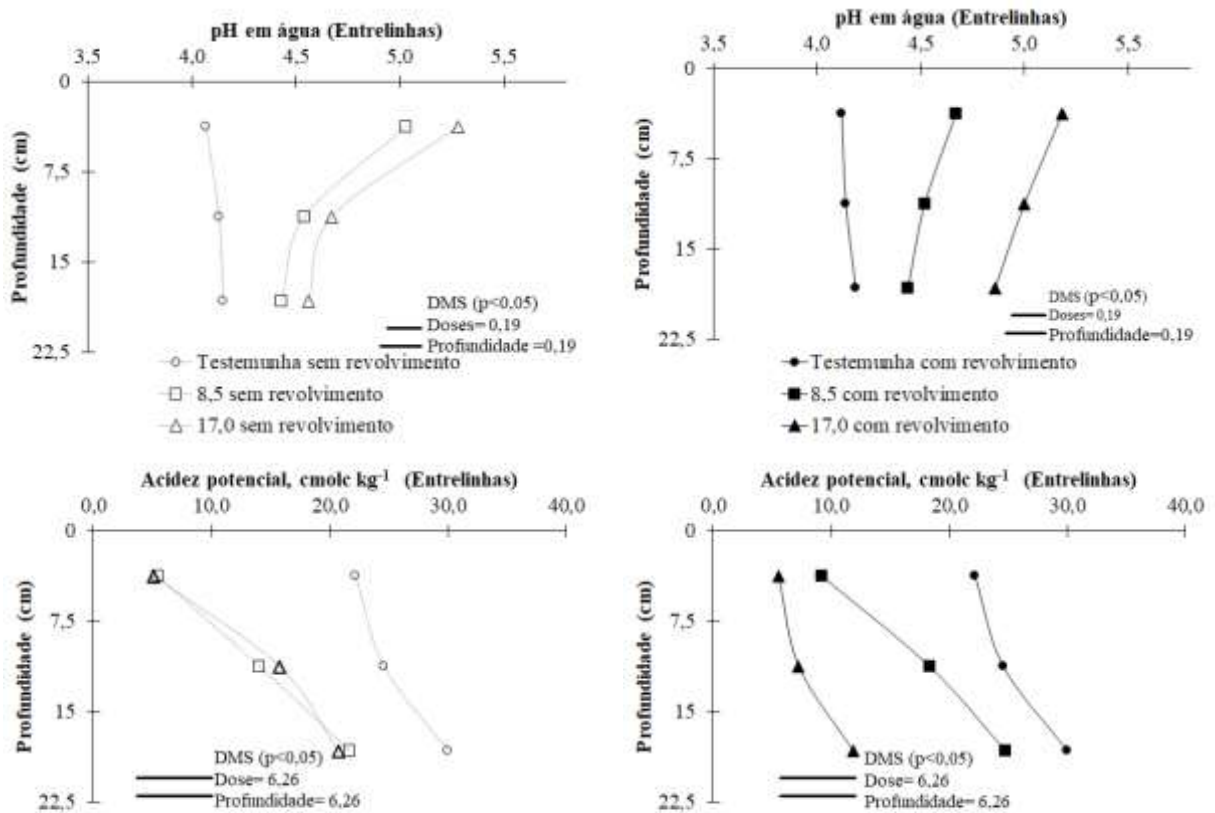 pH em água (Entrelinhas)
3.5 4.0 4,5 5,0 5,5
0
7,5
15
22,5
Profundidade (cm)
DMS (p<0,05)
Doses= 0,19
Profundidade =0,19
Testemunha sem revolvimento
8,5 sem revolvimento
17,0 sem revolvimento
pH em água (Entrelinhas)
3.5 4.0 4.5 5,0 5,5
0
7,5
15
22,5
Profundidade (cm)
DMS (p<0,05)
Doses= 0,19
Profundidade=0,19
Testemunha com revolvimento
8,5 com revolvimento
17,0 com revolvimento
Acidez potencial, cmolc kg-1 (Entrelinhas)
0,0 10,0 20,0 30,0 40,0
0
7,5
15
22,5
Profundidade (cm)
DMS (p<0,05)
Dose= 6,26
Profundidade= 6,26
Acidez potencial, cmolc kg-1 (Entrelinhas)
0,0 10,0 20,0 30,0 40,0
0
7,5
15
22,5
Profundidade (cm)
DMS (p<0,05)
Dose= 6,26
Profundidade= 6,26